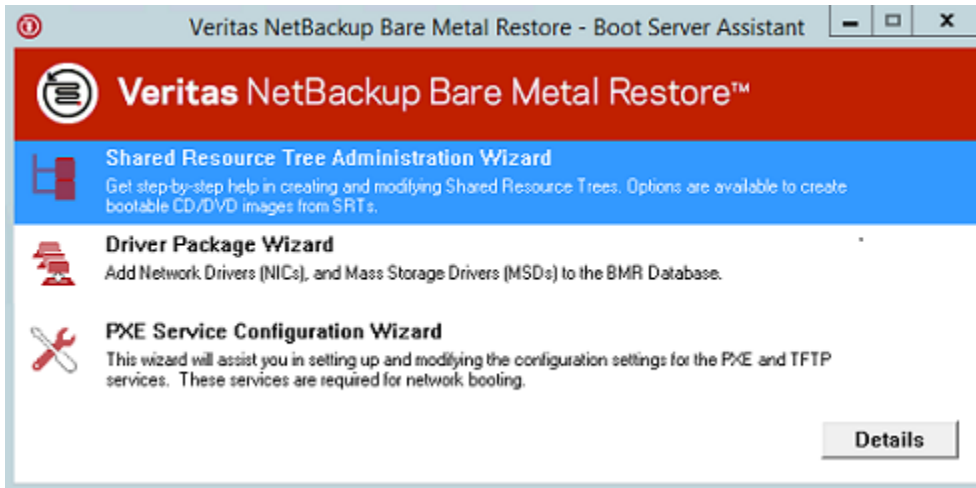 Veritas NetBackup Bare Metal Restore - Boot Server Assistant
Veritas NetBackup Bare Metal Restore™
Shared Resource Tree Administration Wizard
Get step-by-step help in creating and modifying Shared Resource Trees. Options are available to create
bootable CD/DVD images from SRTs.
Driver Package Wizard
Add Network Drivers (NICs), and Mass Storage Drivers (MSDs) to the BMR Database.
PXE Service Configuration Wizard
This wizard will assist you in setting up and modifying the configuration settings for the PXE and TFTP
services. These services are required for network booting.
Details